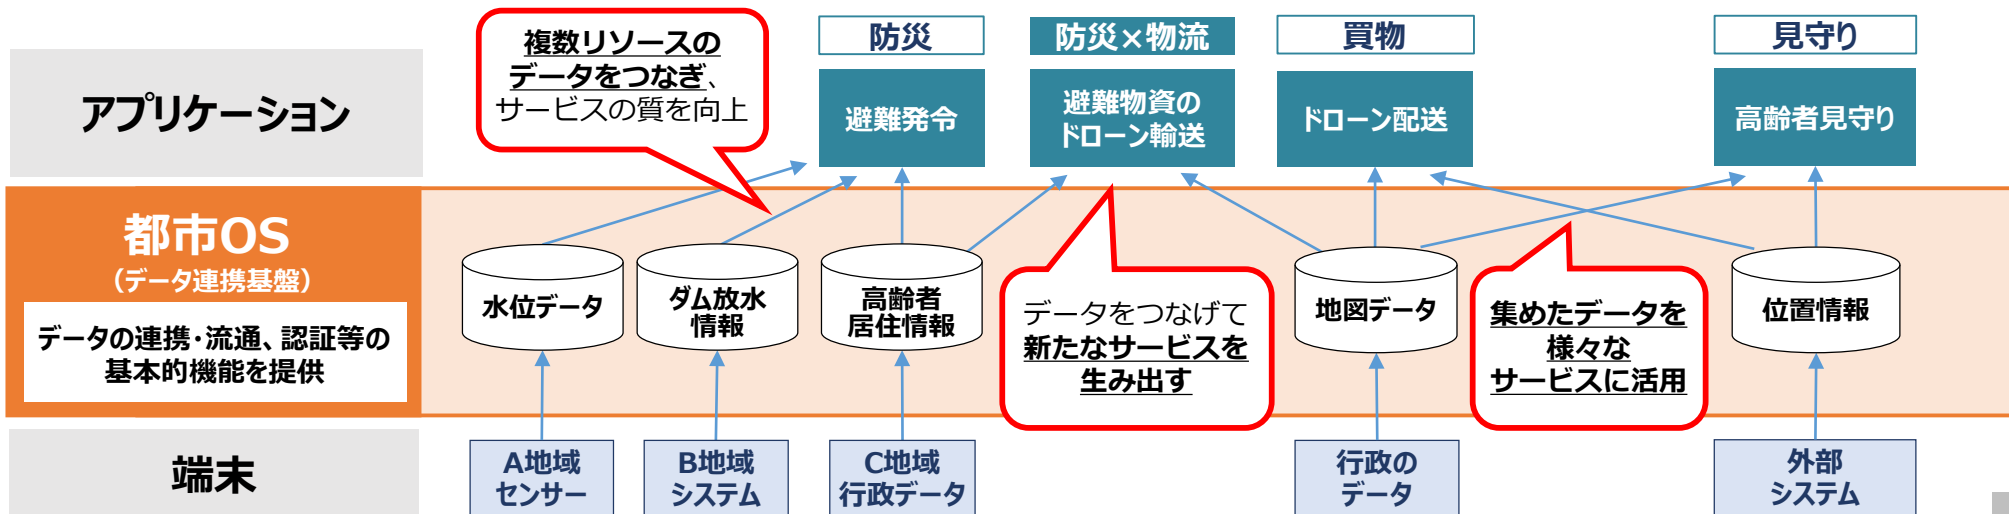 複数リソースの
データをつなぎ、
サービスの質を向上
防災
防災×物流
買物
見守り
アプリケーション
避難発令
避難物資の
ドローン輸送
ドローン配送
高齢者見守り
都市OS
(データ連携基盤)
データの連携・流通、認証等の
基本的機能を提供
水位データ
ダム放水
情報
高齢者
居住情報
データをつなげて
新たなサービスを
生み出す
地図データ
集めたデータを
様々な
サービスに活用
位置情報
端末
A地域
センサー
B地域
システム
C地域
行政データ
行政の
データ
外部
システム